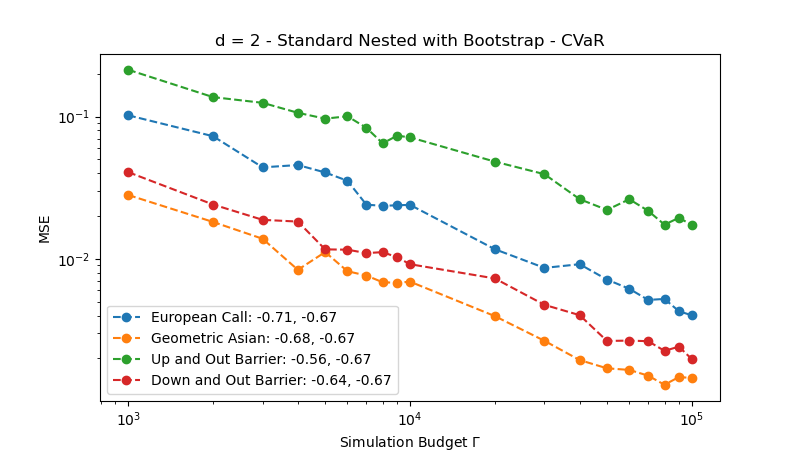 d = 2 - Standard Nested with Bootstrap - CVaR
MSE
10⁻¹
10⁻²
European Call: -0.71, -0.67
Geometric Asian: -0.68, -0.67
Up and Out Barrier: -0.56, -0.67
Down and Out Barrier: -0.64, -0.67
10³
10⁴
10⁵
Simulation Budget Γ